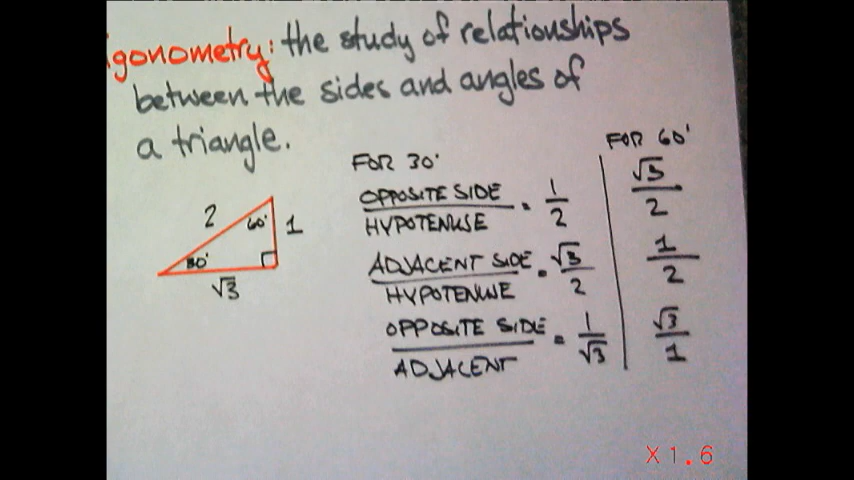 igonometry: the study of relationships
between the sides and angles of
a triangle.
FOR 30°
OPPOSITE SIDE / HYPOTENUSE = 1/2
ADJACENT SIDE / HYPOTENUSE = √3/2
OPPOSITE SIDE / ADJACENT = 1/√3
FOR 60°
√3/2
1/2
√3/1
2
60°
1
30°
√3
X1.6